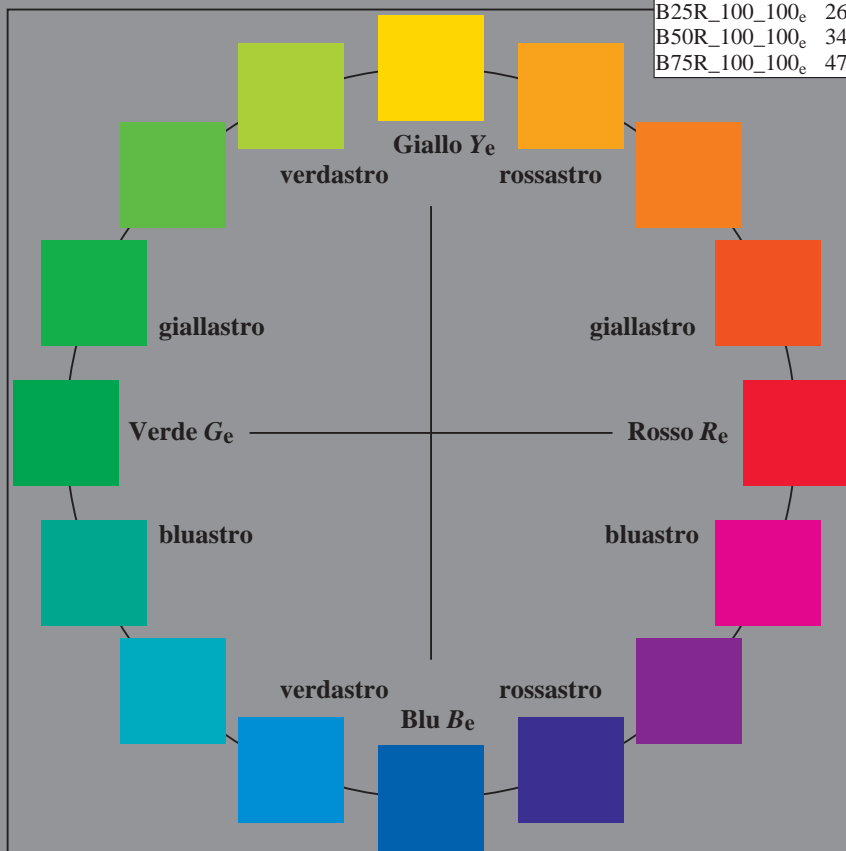 B25R_100_100e 26
B50R_100_100e 34
B75R_100_100e 47
Giallo Ye
verdastro rossastro
giallastro giallastro
Verde Ge Rosso Re
bluastro bluastro
verdastro rossastro
Blu Be